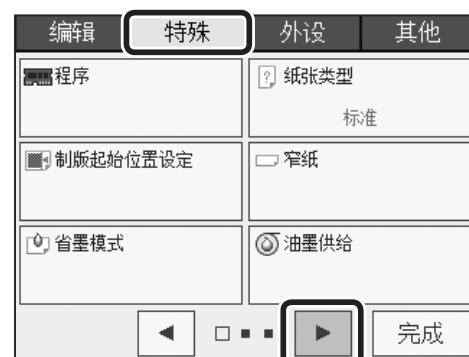 编辑 特殊 外设 其他
程序 纸张类型
标准
制版起始位置设定 窄纸
省墨模式 油墨供给
完成